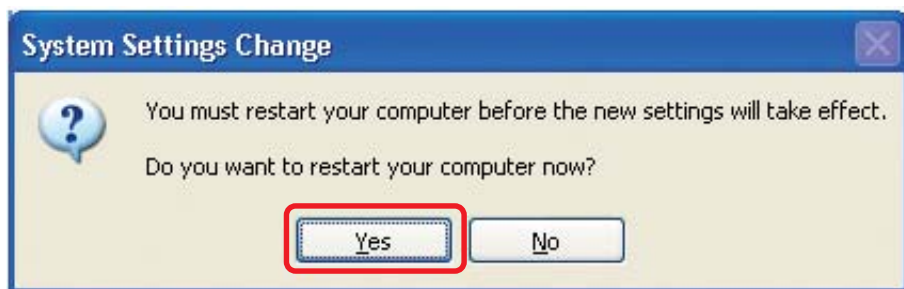 System Settings Change
You must restart your computer before the new settings will take effect.
Do you want to restart your computer now?
Yes
No